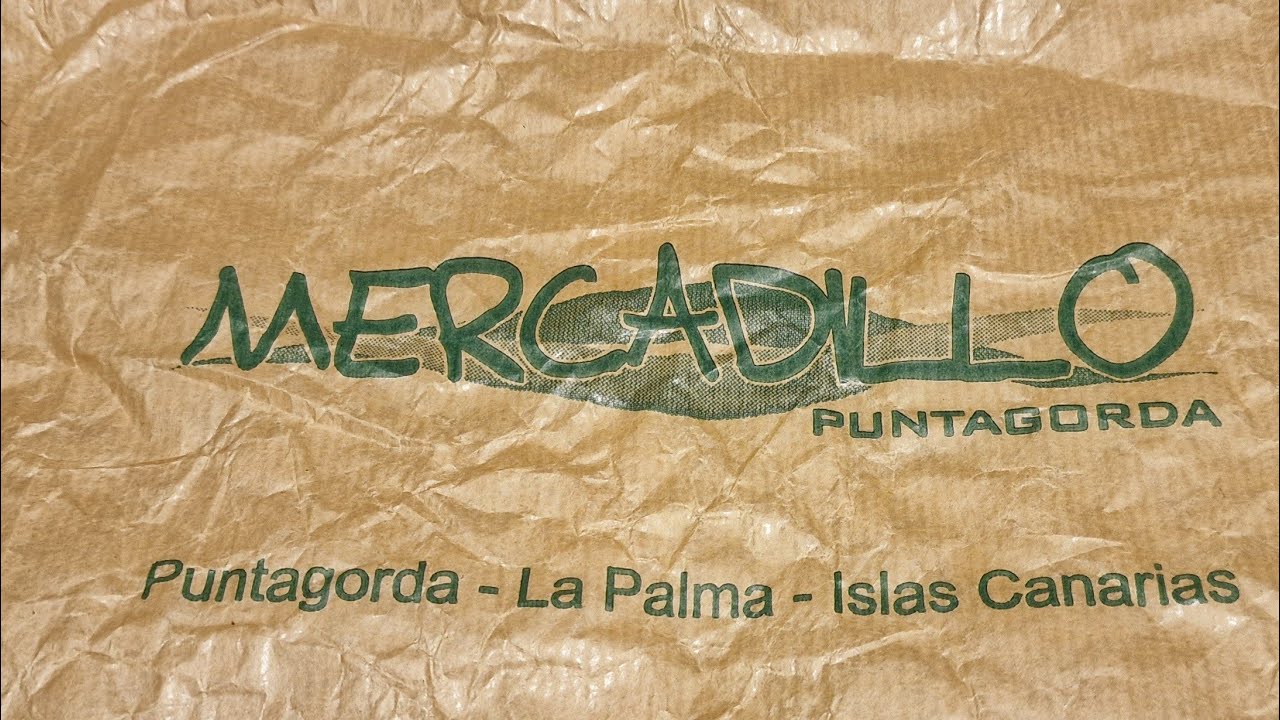 MERCADILLO
PUNTAGORDA
Puntagorda - La Palma - Islas Canarias